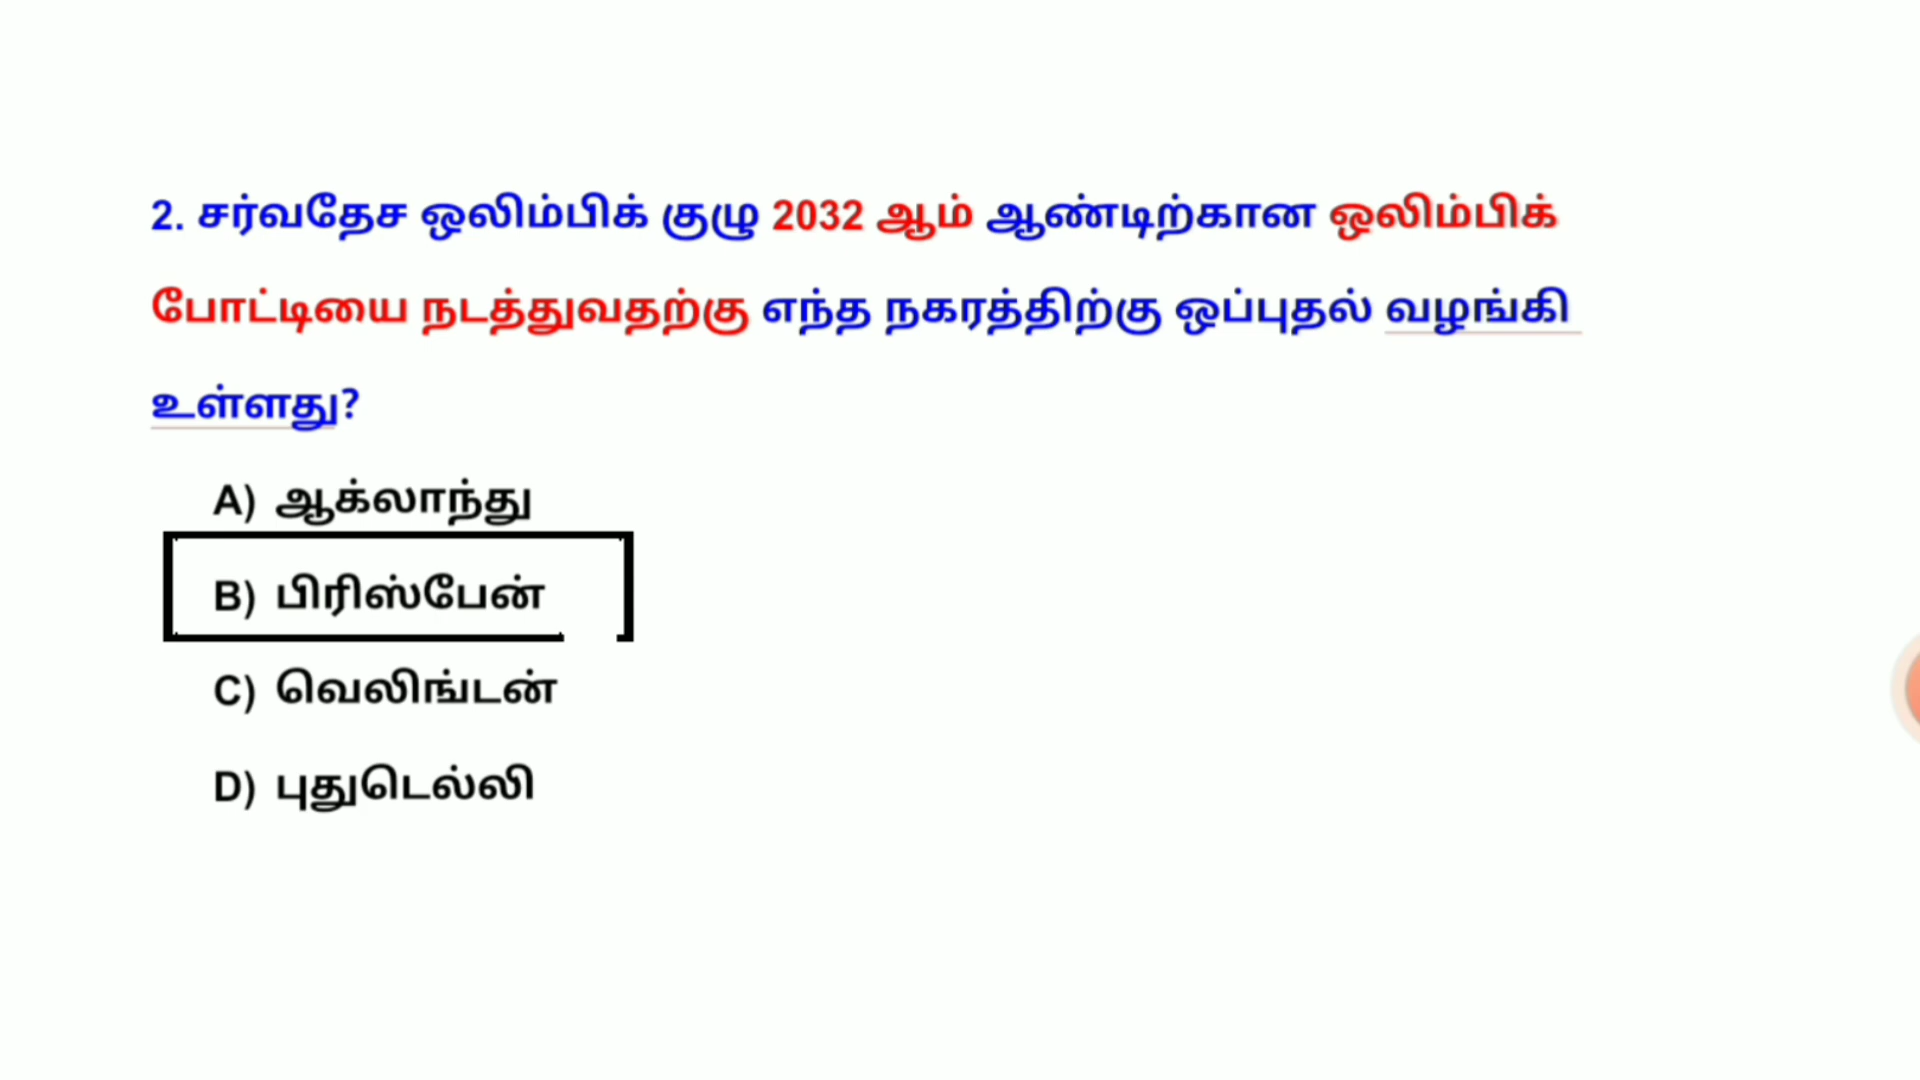 2. சர்வதேச ஒலிம்பிக் குழு 2032 ஆம் ஆண்டிற்கான ஒலிம்பிக்
போட்டியை நடத்துவதற்கு எந்த நகரத்திற்கு ஒப்புதல் வழங்கி
உள்ளது?
A) ஆக்லாந்து
B) பிரிஸ்பேன்
C) வெலிங்டன்
D) புதுடெல்லி